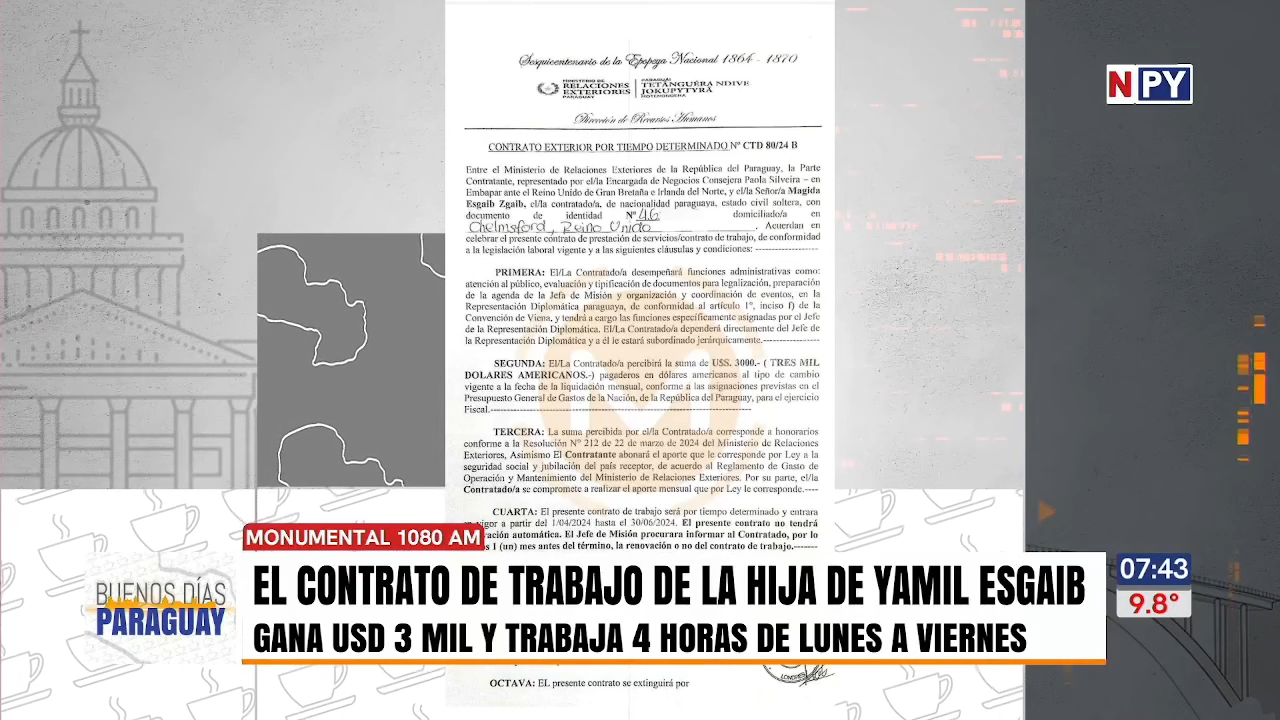 Sesquicentenario de la Epopeya Nacional 1864 - 1870
MINISTERIO DE
RELACIONES
EXTERIORES
PARAGUAY
PARAGUÁI
TETÃNGUÉRA NDIVE
JOKUPYTYRÃ
MOTENONDEHA
Dirección de Recursos Humanos
CONTRATO EXTERIOR POR TIEMPO DETERMINADO Nº CTD 80/24 B
Entre el Ministerio de Relaciones Exteriores de la República del Paraguay, la Parte
Contratante, representado por el/la Encargada de Negocios Consejera Paola Silveira – en
Embapar ante el Reino Unido de Gran Bretaña e Irlanda del Norte, y el/la Señor/a Magida
Esgaib Zgaib, con el/la contratado/a, de nacionalidad paraguaya, estado civil soltera, con
documento de identidad Nº 4.6 domiciliado/a en
Chelmsford, Reino Unido. Acuerdan en
celebrar el presente contrato de prestación de servicios/contrato de trabajo, de conformidad
a la legislación laboral vigente y a las siguientes cláusulas y condiciones: --------------------
PRIMERA: El/La Contratado/a desempeñará funciones administrativas como:
atención al público, evaluación y tipificación de documentos para legalización, preparación
de la agenda de la Jefa de Misión y organización y coordinación de eventos, en la
Representación Diplomática paraguaya, de conformidad al artículo 1º, inciso f) de la
Convención de Viena, y tendrá a cargo las funciones específicamente asignadas por el Jefe
de la Representación Diplomática. El/La Contratado/a dependerá directamente del Jefe de
la Representación Diplomática y a él le estará subordinado jerárquicamente.------------------
SEGUNDA: El/La Contratado/a percibirá la suma de U$S. 3000.- ( TRES MIL
DOLARES AMERICANOS.-) pagaderos en dólares americanos al tipo de cambio
vigente a la fecha de la liquidación mensual, conforme a las asignaciones previstas en el
Presupuesto General de Gastos de la Nación, de la República del Paraguay, para el ejercicio
Fiscal.----------------------------------------------------------------
TERCERA: La suma percibida por el/la Contratado/a corresponde a honorarios
conforme a la Resolución Nº 212 de 22 de marzo de 2024 del Ministerio de Relaciones
Exteriores, Asimismo El Contratante abonará el aporte que le corresponde por Ley a la
seguridad social y jubilación del país receptor, de acuerdo al Reglamento de Gasto de
Operación y Mantenimiento del Ministerio de Relaciones Exteriores. Por su parte, el/la
Contratado/a se compromete a realizar el aporte mensual que por Ley le corresponde.----
CUARTA: El presente contrato de trabajo será por tiempo determinado y entrara
vigor a partir del 1/04/2024 hasta el 30/06/2024. El presente contrato no tendrá
automática. El Jefe de Misión procurara informar al Contratado, por lo
1 (un) mes antes del término, la renovación o no del contrato de trabajo.-------
LONDRES
OCTAVA: EL presente contrato se extinguirá por
NPY
MONUMENTAL 1080 AM
BUENOS DÍAS
PARAGUAY
EL CONTRATO DE TRABAJO DE LA HIJA DE YAMIL ESGAIB
GANA USD 3 MIL Y TRABAJA 4 HORAS DE LUNES A VIERNES
07:43
9.8°